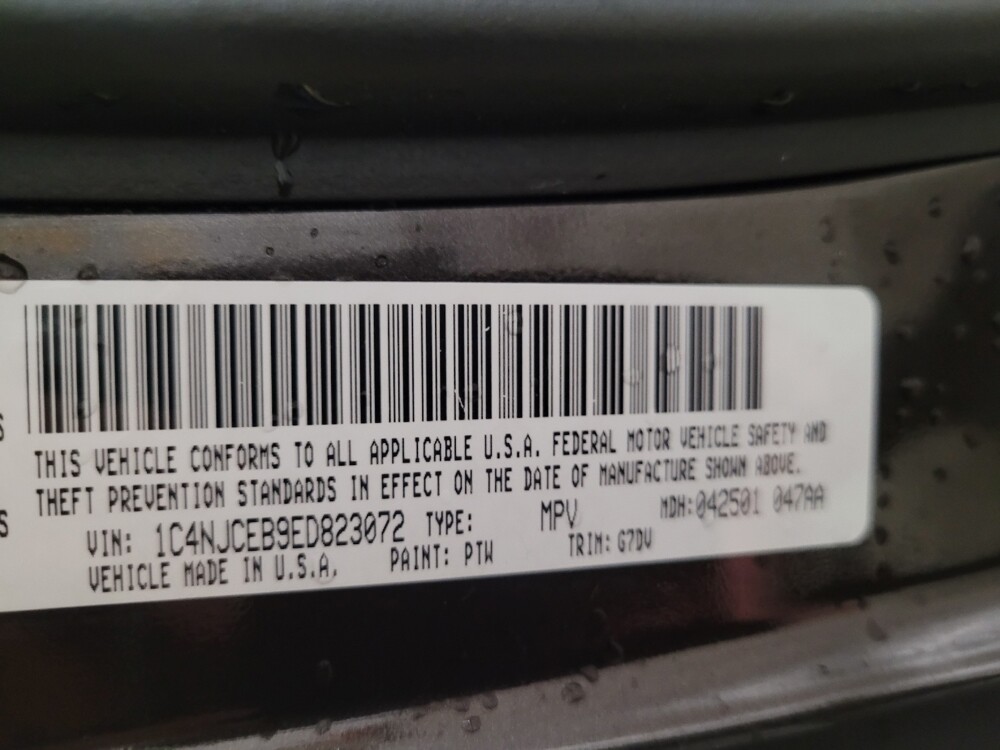 S
THIS VEHICLE CONFORMS TO ALL APPLICABLE U.S.A. FEDERAL MOTOR VEHICLE SAFETY AND
THEFT PREVENTION STANDARDS IN EFFECT ON THE DATE OF MANUFACTURE SHOWN ABOVE.
S
VIN: 1C4NJCEB9ED823072 TYPE: MPV MDH:042501 047AA
VEHICLE MADE IN U.S.A. PAINT: PTW TRIM: G7DV